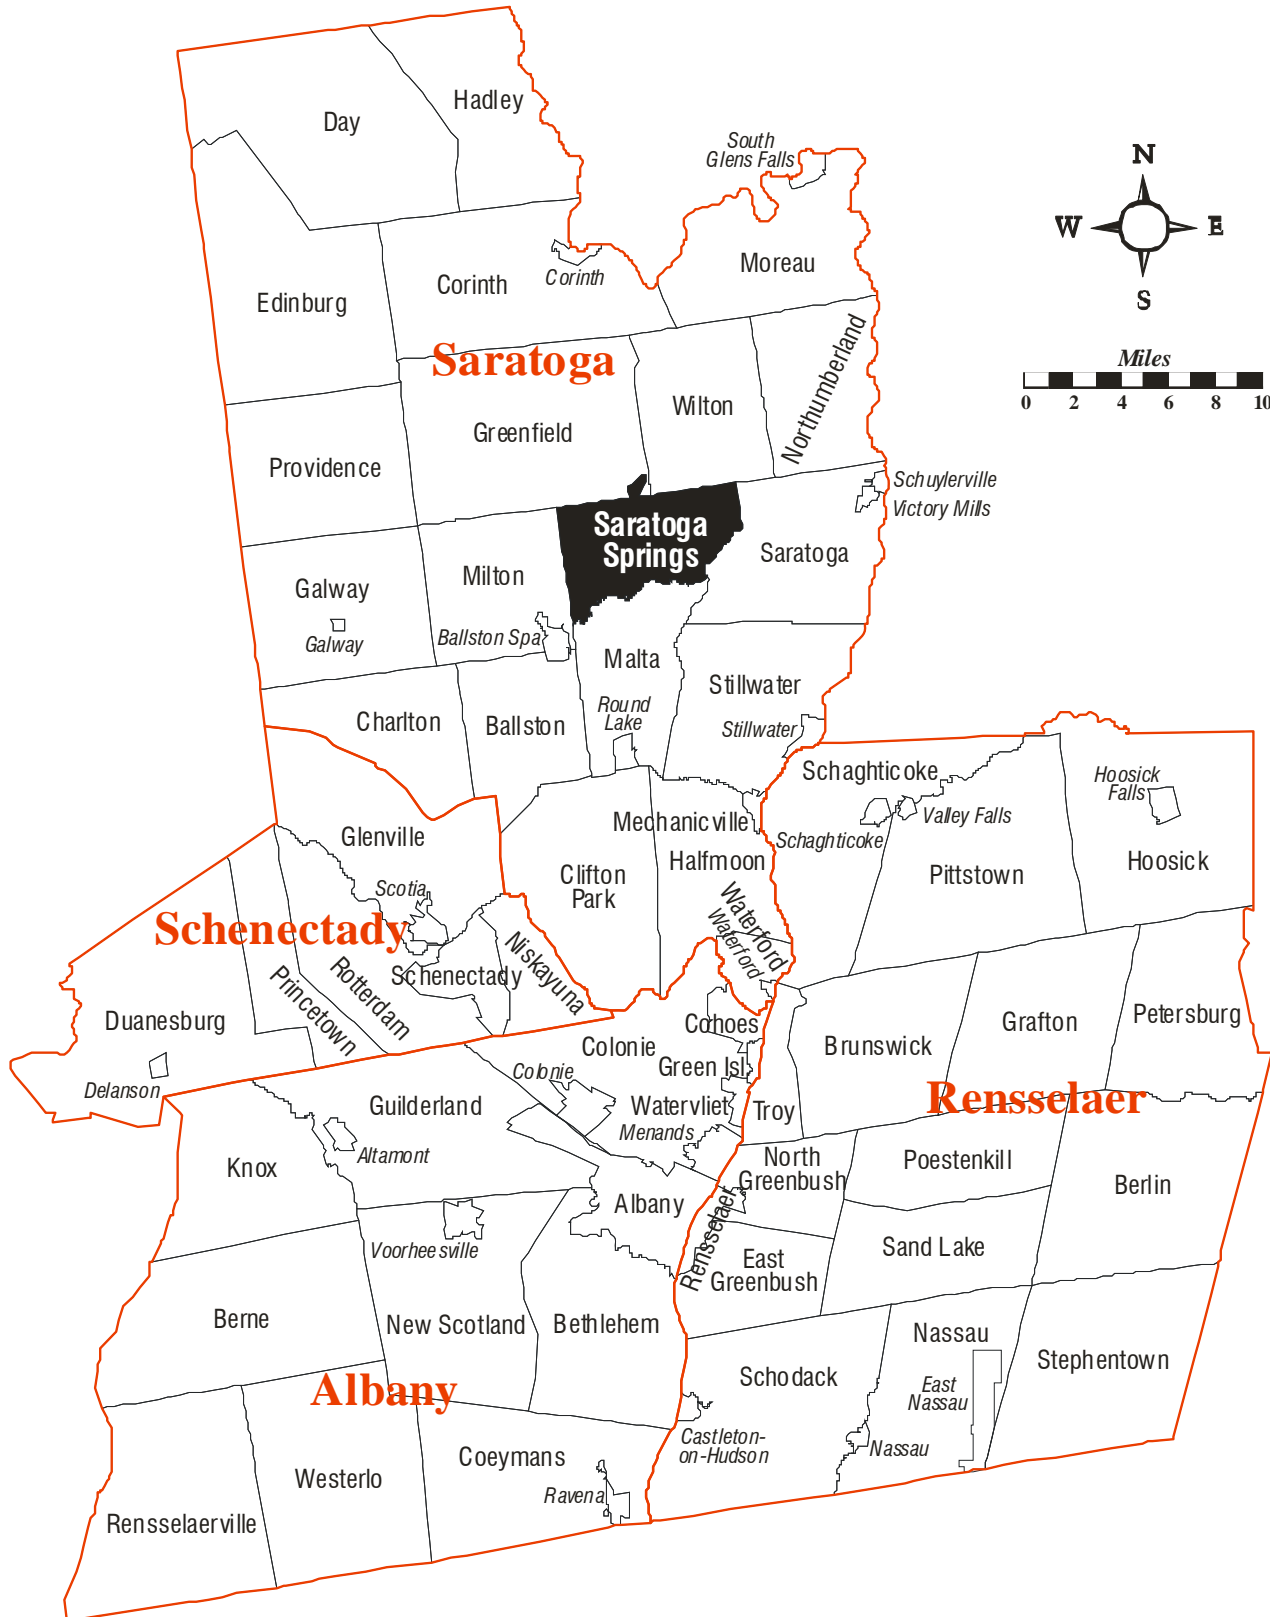 Hadley
Day
South
Glens Falls
N
W
E
S
Moreau
Corinth
Corinth
Edinburg
Saratoga
Miles
0 2 4 6 8 10
Northumberland
Wilton
Greenfield
Providence
Schuylerville
Victory Mills
Saratoga
Springs
Saratoga
Milton
Galway
Galway
Ballston Spa
Malta
Stillwater
Round
Lake
Charlton
Ballston
Stillwater
Schaghticoke
Hoosick
Falls
Mechanicville
Valley Falls
Glenville
Schaghticoke
Halfmoon
Hoosick
Clifton
Park
Pittstown
Scotia
Waterford
Waterford
Schenectady
Niskayuna
Schenectady
Rotterdam
Princetown
Duanesburg
Cohoes
Grafton
Petersburg
Colonie
Brunswick
Green Isl
Colonie
Delanson
Rensselaer
Guilderland
Watervliet
Troy
Menands
Altamont
Knox
North
Greenbush
Poestenkill
Berlin
Albany
Rensselaer
Voorheesville
Sand Lake
East
Greenbush
Berne
New Scotland
Bethlehem
Nassau
Stephentown
Schodack
Albany
East
Nassau
Castleton-
on-Hudson
Nassau
Coeymans
Westerlo
Ravena
Rensselaerville